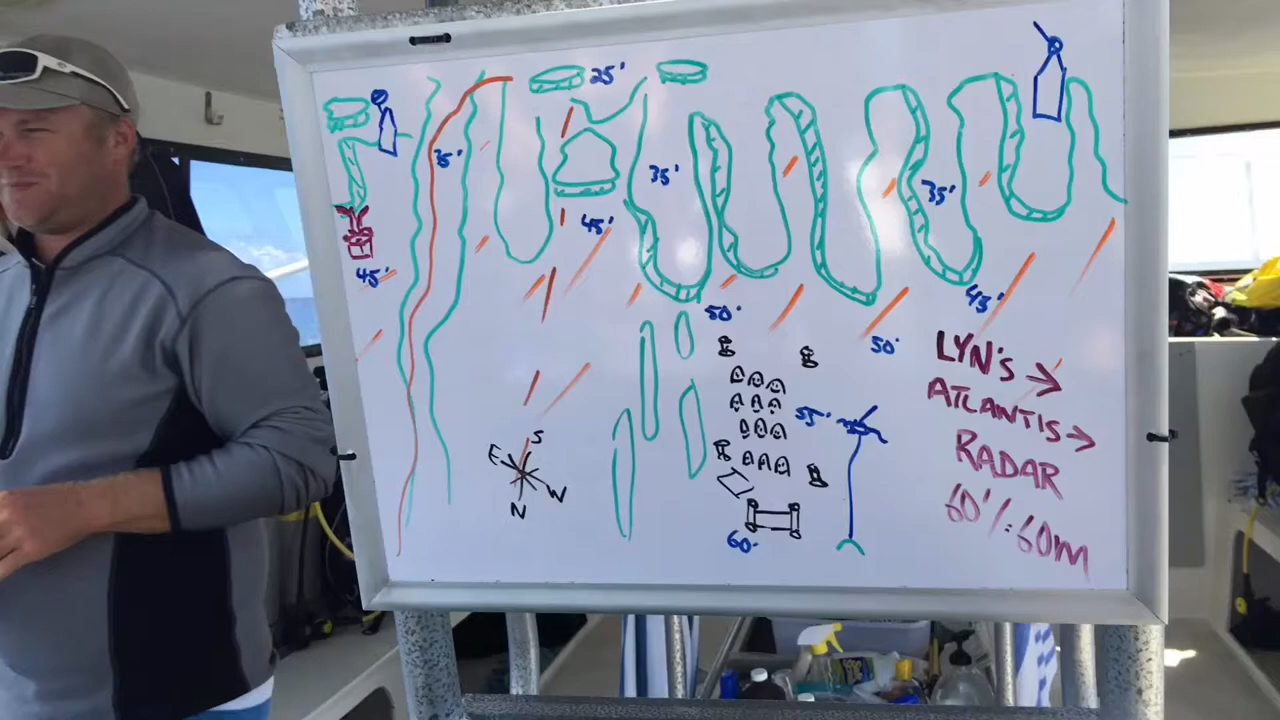 25'
35'
35'
35'
45'
45'
45'
50'
50'
55'
60'
S
E
W
N
LYN'S →
ATLANTIS →
RADAR
60'/:60m